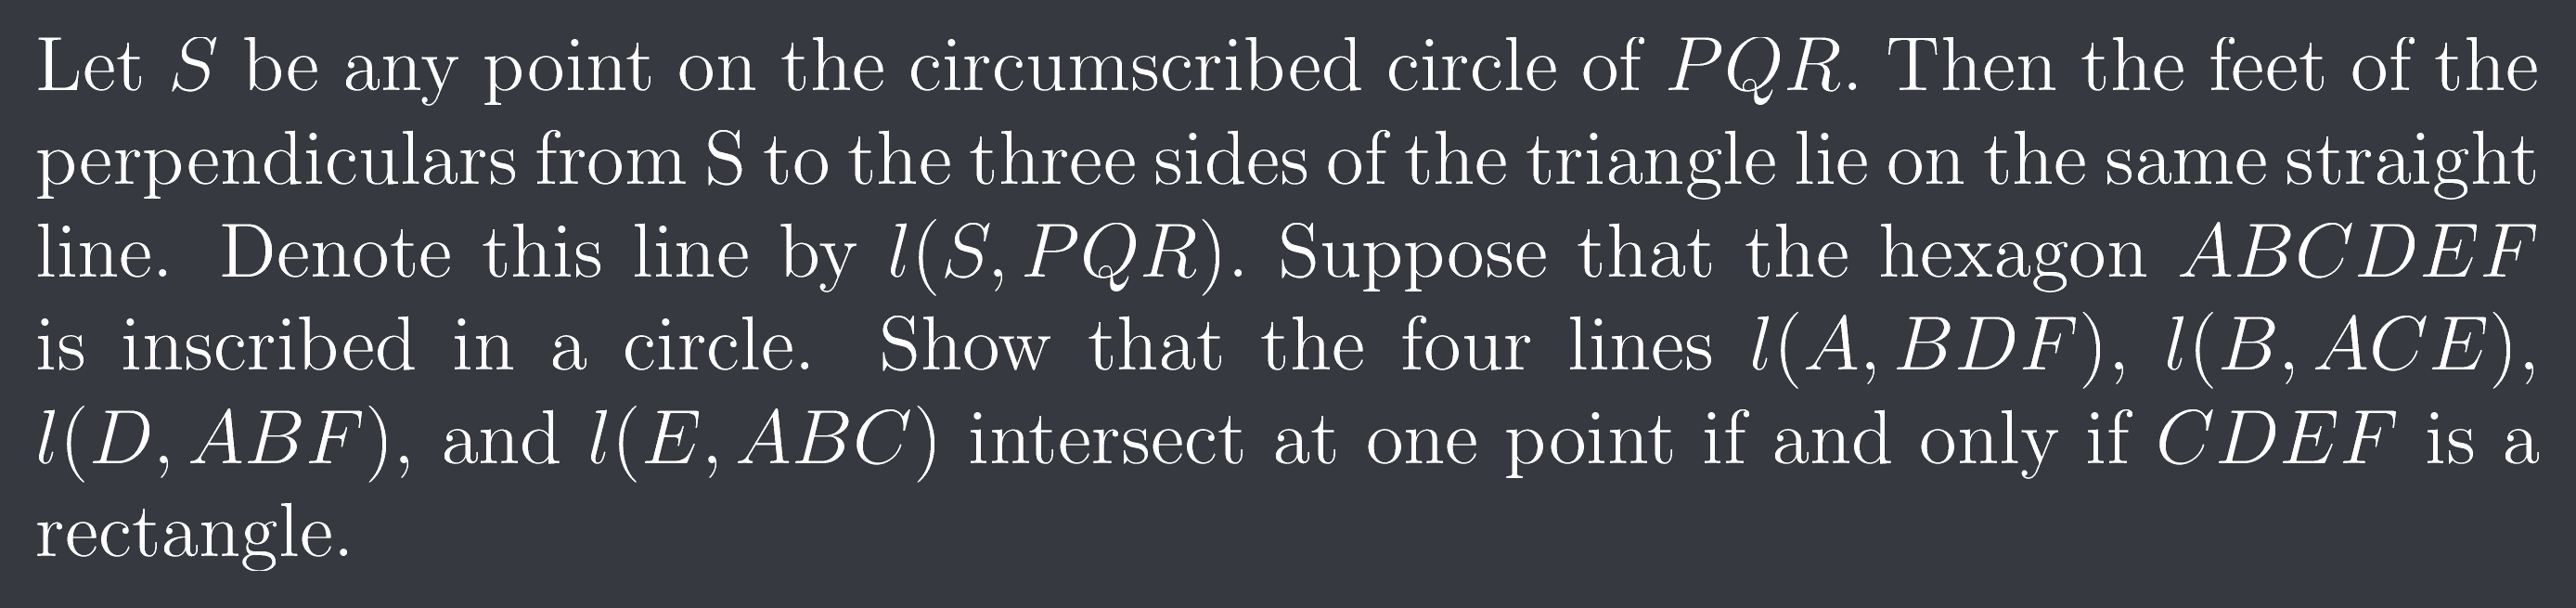 Let S be any point on the circumscribed circle of PQR. Then the feet of the
perpendiculars from S to the three sides of the triangle lie on the same straight
line. Denote this line by l(S, PQR). Suppose that the hexagon ABCDEF
is inscribed in a circle. Show that the four lines l(A, BDF), l(B, ACE),
l(D, ABF), and l(E, ABC) intersect at one point if and only if CDEF is a
rectangle.